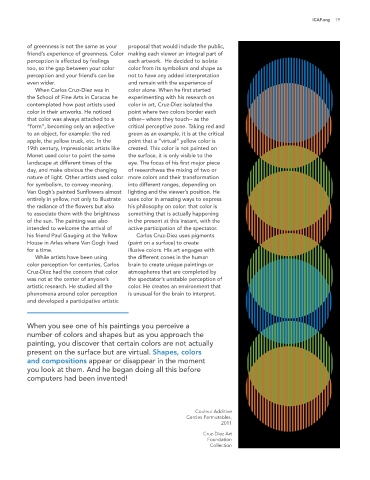 ICAP.org 19
of greenness is not the same as your
friend's experience of greenness. Color
perception is affected by feelings
too, so the gap between your color
perception and your friend's can be
even wider.
When Carlos Cruz-Diez was in
the School of Fine Arts in Caracas he
contemplated how past artists used
color in their artworks. He noticed
that color was always attached to a
"form", becoming only an adjective
to an object, for example: the red
apple, the yellow truck, etc. In the
19th century, Impressionist artists like
Monet used color to paint the same
landscape at different times of the
day, and make obvious the changing
nature of light. Other artists used color
for symbolism, to convey meaning.
Van Gogh's painted Sunflowers almost
entirely in yellow, not only to illustrate
the radiance of the flowers but also
to associate them with the brightness
of the sun. The painting was also
intended to welcome the arrival of
his friend Paul Gauging at the Yellow
House in Arles where Van Gogh lived
for a time.
While artists have been using
color perception for centuries, Carlos
Cruz-Diez had the concern that color
was not at the center of anyone's
artistic research. He studied all the
phenomena around color perception
and developed a participative artistic
proposal that would include the public,
making each viewer an integral part of
each artwork. He decided to isolate
color from its symbolism and shape as
not to have any added interpretation
and remain with the experience of
color alone. When he first started
experimenting with his research on
color in art, Cruz-Diez isolated the
point where two colors border each
other– where they touch– as the
critical perceptive zone. Taking red and
green as an example, it is at the critical
point that a "virtual" yellow color is
created. This color is not painted on
the surface, it is only visible to the
eye. The focus of his first major piece
of researchwas the mixing of two or
more colors and their transformation
into different ranges, depending on
lighting and the viewer's position. He
uses color in amazing ways to express
his philosophy on color: that color is
something that is actually happening
in the present at this instant, with the
active participation of the spectator.
Carlos Cruz-Diez uses pigments
(paint on a surface) to create
illusive colors. His art engages with
the different cones in the human
brain to create unique paintings or
atmospheres that are completed by
the spectator's unstable perception of
color. He creates an environment that
is unusual for the brain to interpret.
When you see one of his paintings you perceive a
number of colors and shapes but as you approach the
painting, you discover that certain colors are not actually
present on the surface but are virtual. Shapes, colors
and compositions appear or disappear in the moment
you look at them. And he began doing all this before
computers had been invented!
Couleur Additive
Cercles Permutables,
2011
Cruz-Diez Art
Foundation
Collection